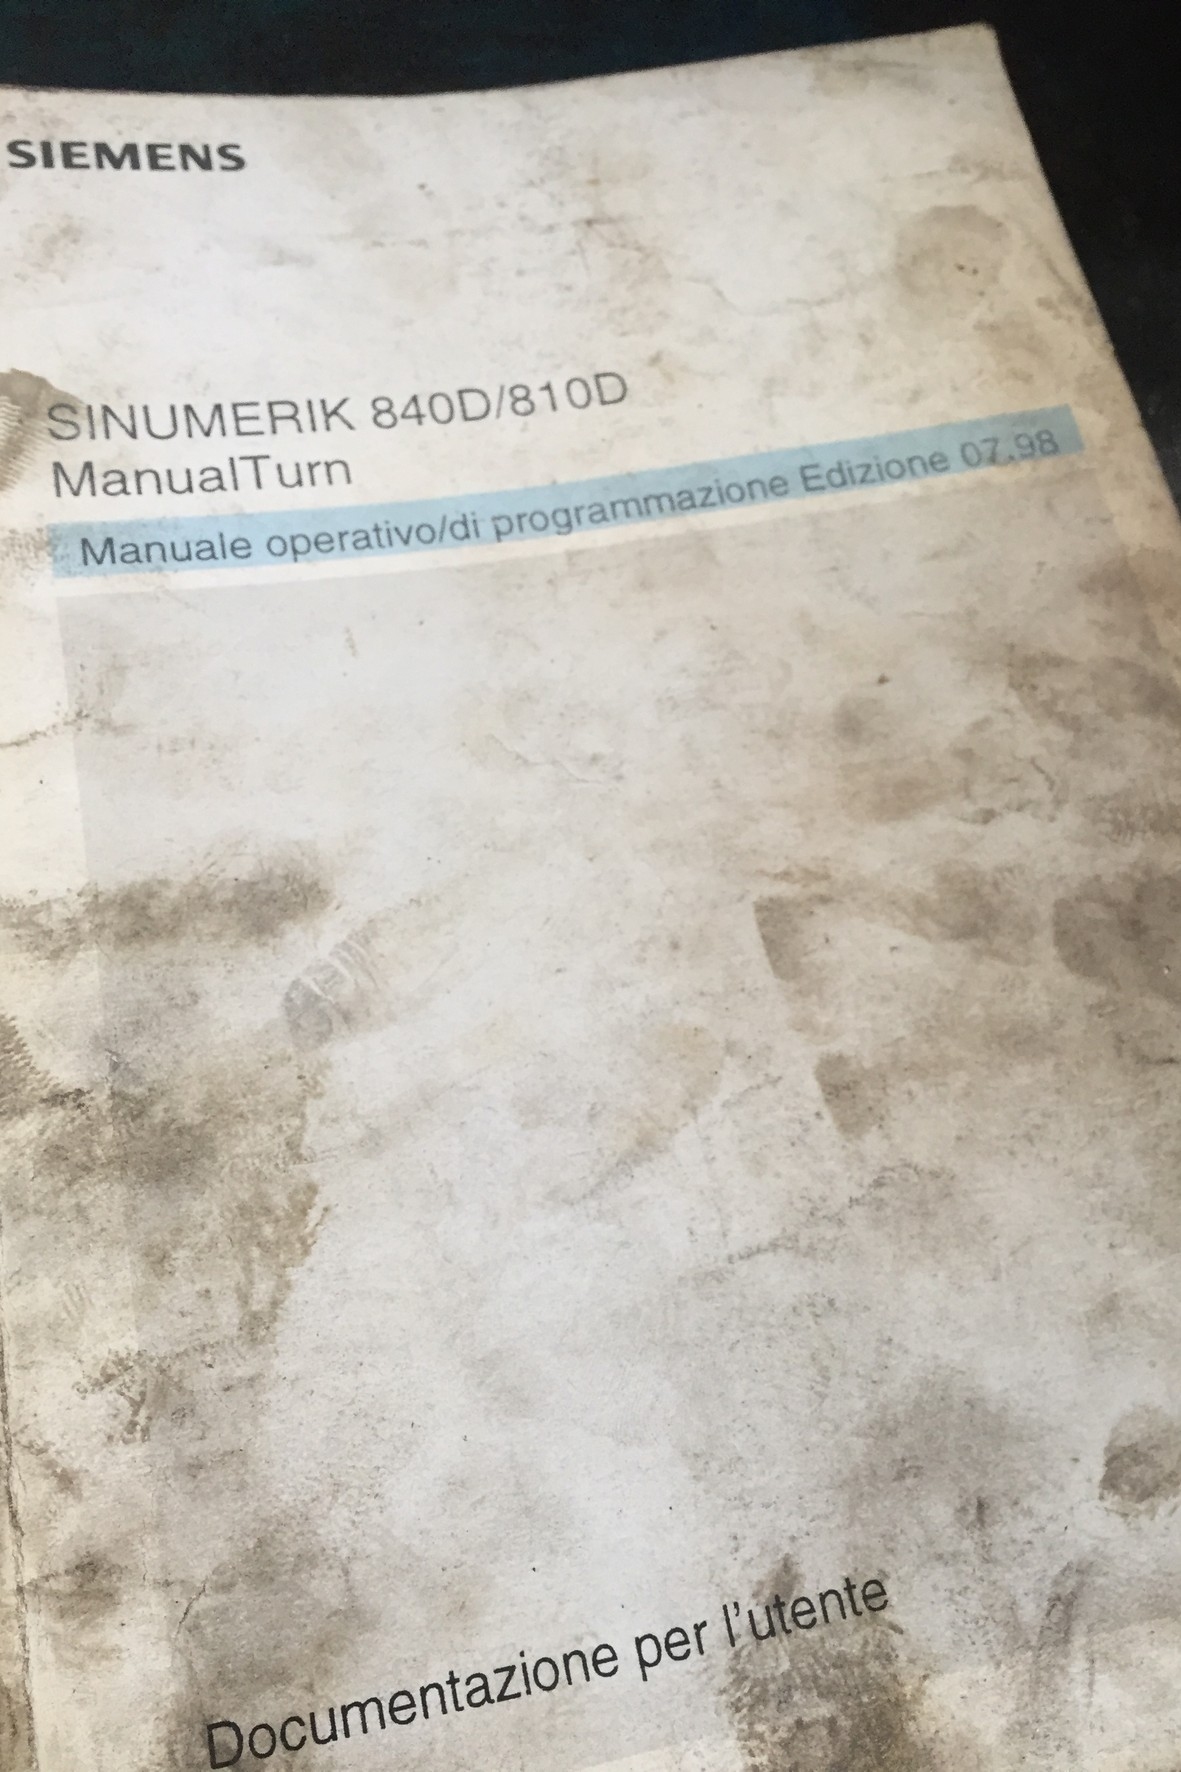 SIEMENS
SINUMERIK 840D/810D
ManualTurn
Manuale operativo/di programmazione Edizione 07.98
Documentazione per l'utente